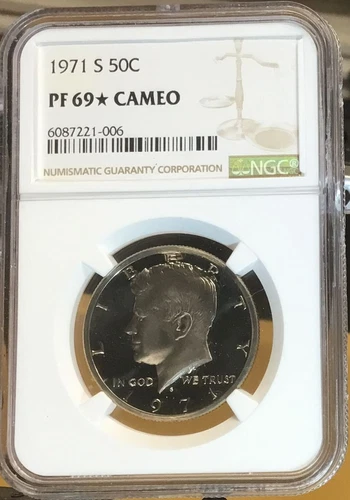 1971 S 50C
PF 69★ CAMEO
6087221-006
NUMISMATIC GUARANTY CORPORATION
NGC®
LIBERTY
IN GOD WE TRUST
S
1971